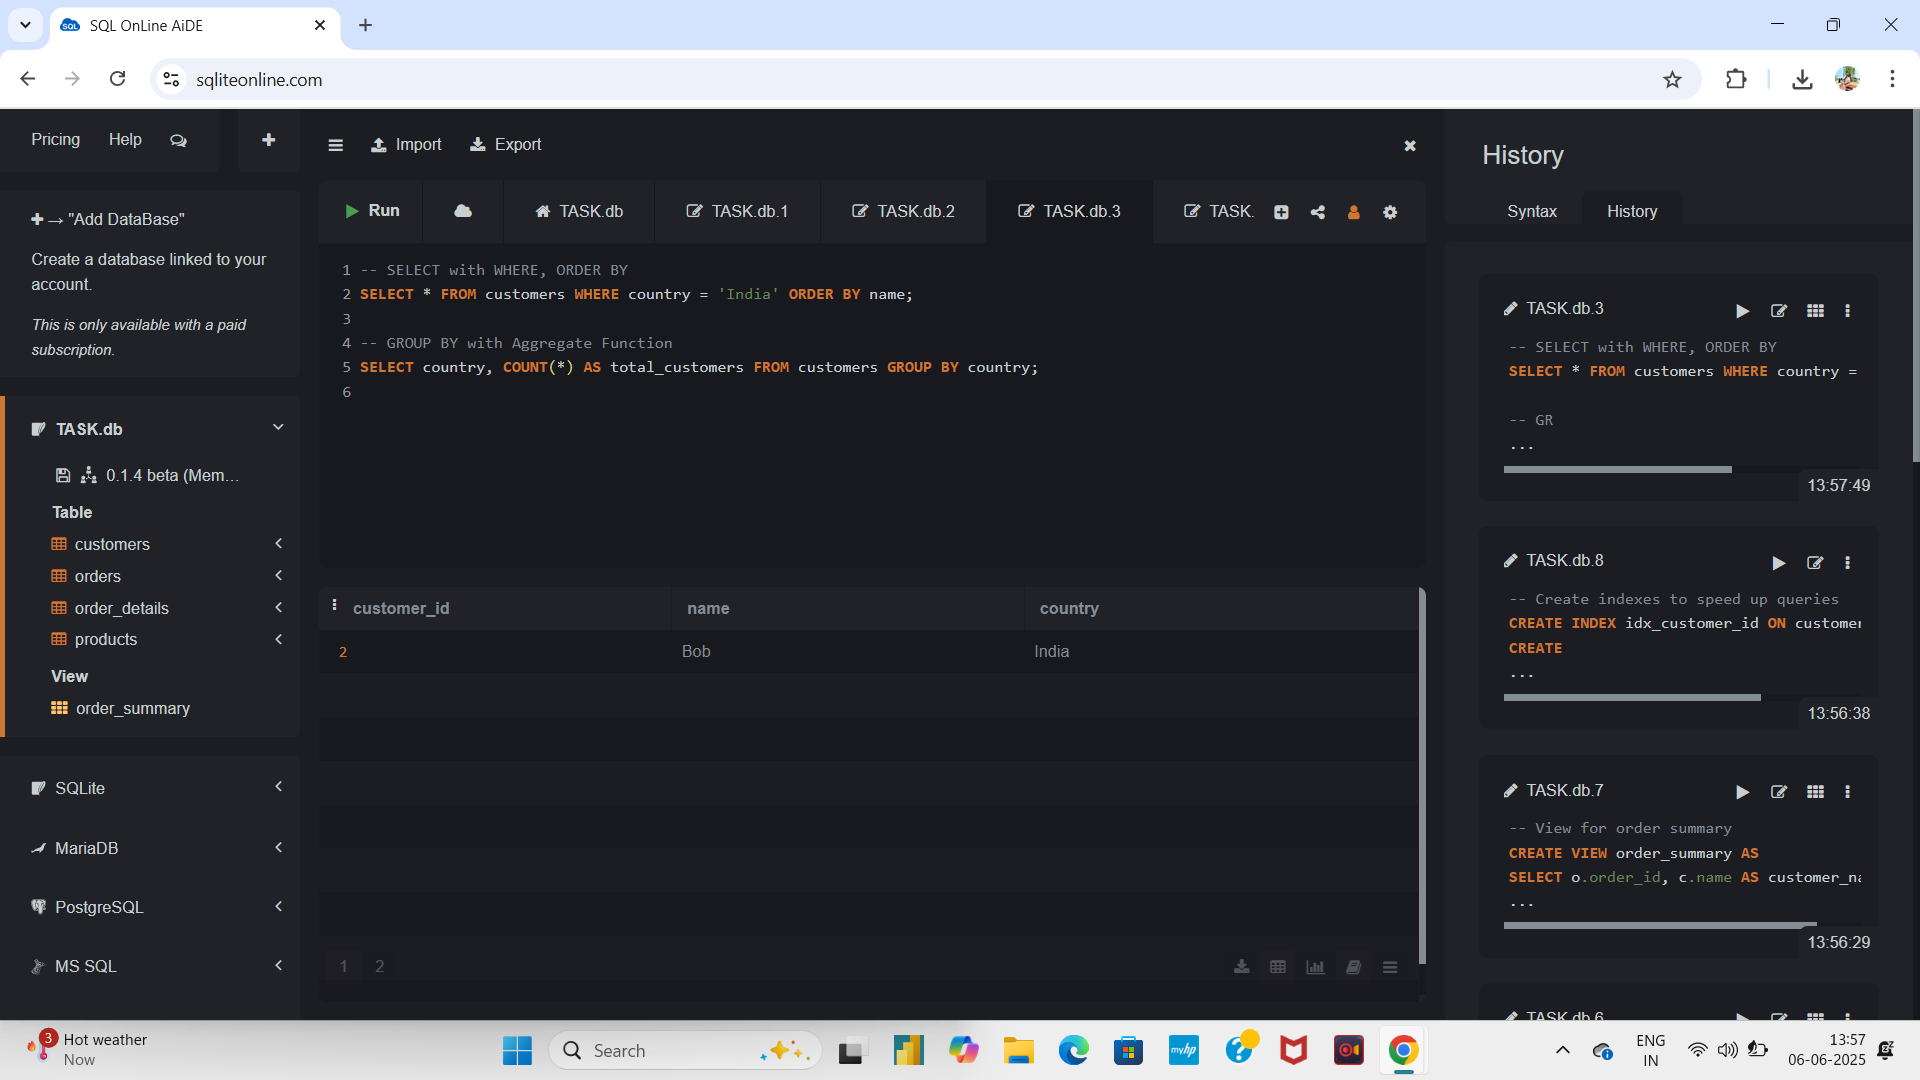 SQL OnLine AiDE
sqliteonline.com
Pricing
Help
"Add DataBase"
Create a database linked to your
account.
This is only available with a paid
subscription.
TASK.db
0.1.4 beta (Mem...
Table
customers
orders
order_details
products
View
order_summary
SQLite
MariaDB
PostgreSQL
MS SQL
Import
Export
Run
TASK.db
TASK.db.1
TASK.db.2
TASK.db.3
TASK.
1 -- SELECT with WHERE, ORDER BY
2 SELECT * FROM customers WHERE country = 'India' ORDER BY name;
3
4 -- GROUP BY with Aggregate Function
5 SELECT country, COUNT(*) AS total_customers FROM customers GROUP BY country;
6
customer_id name country
2 Bob India
1 2
History
Syntax
History
TASK.db.3
-- SELECT with WHERE, ORDER BY
SELECT * FROM customers WHERE country =
-- GR
...
13:57:49
TASK.db.8
-- Create indexes to speed up queries
CREATE INDEX idx_customer_id ON customer
CREATE
...
13:56:38
TASK.db.7
-- View for order summary
CREATE VIEW order_summary AS
SELECT o.order_id, c.name AS customer_na
...
13:56:29
TASK.db.6
3
Hot weather
Now
Search
myhp
ENG
IN
13:57
06-06-2025